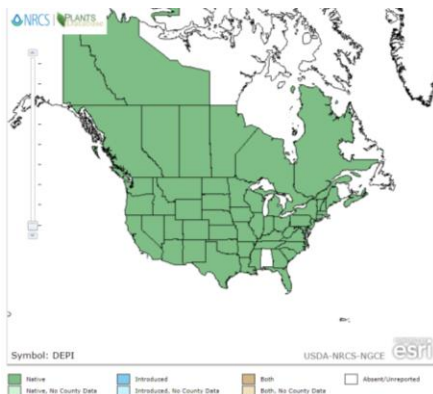 NRCS PLANTS
Symbol: DEPI
USDA-NRCS-NGCE esri
Native Introduced Both Absent/Unreported
Native, No County Data Introduced, No County Data Both, No County Data